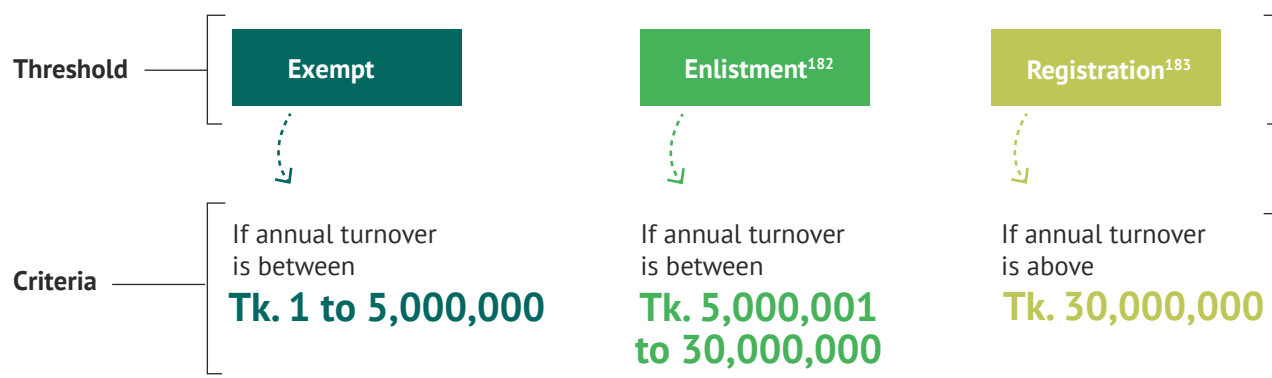 Threshold
Exempt
Enlistment182
Registration183
Criteria
If annual turnover
is between
Tk. 1 to 5,000,000
If annual turnover
is between
Tk. 5,000,001
to 30,000,000
If annual turnover
is above
Tk. 30,000,000